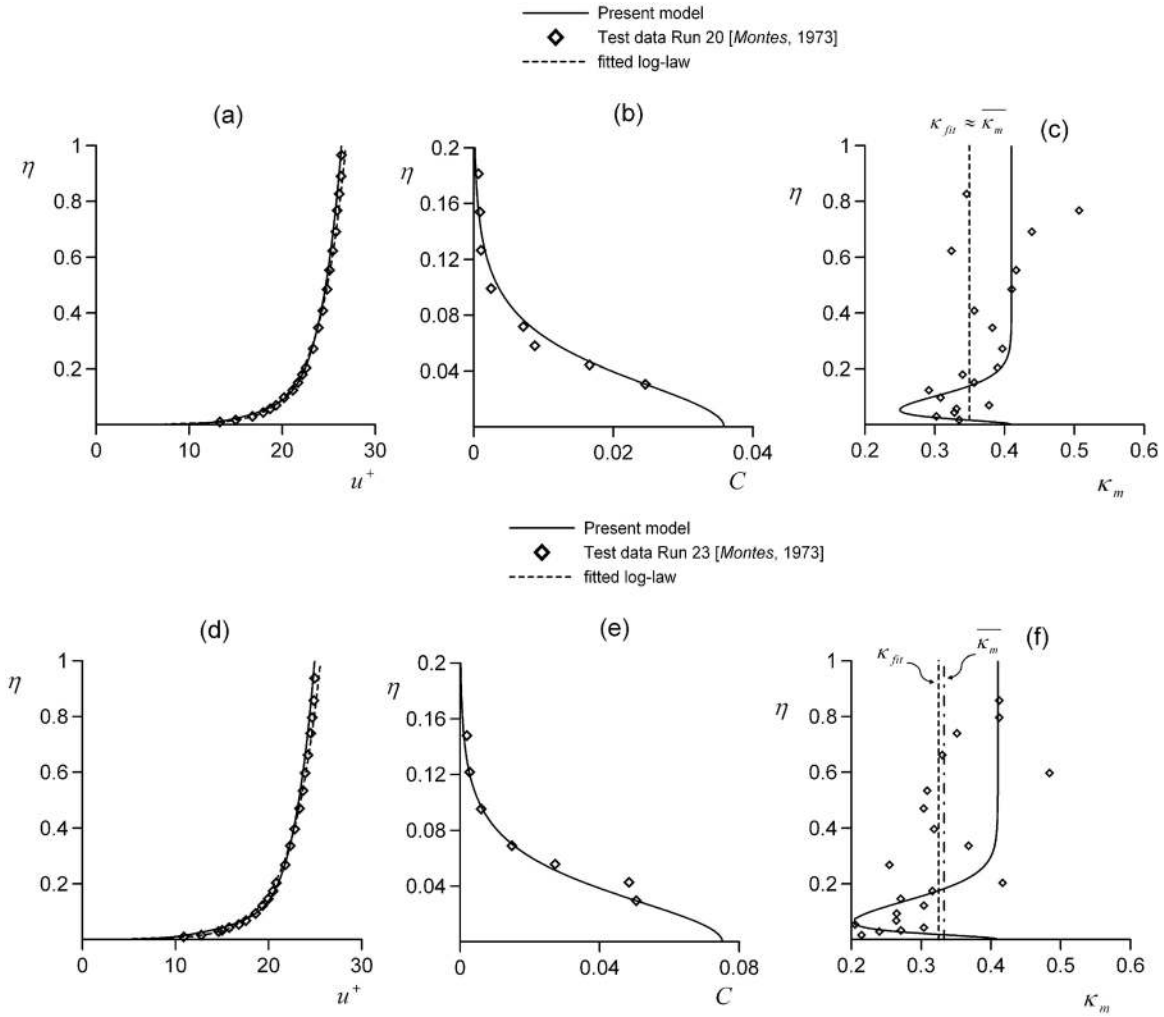 Present model
Test data Run 20 [Montes, 1973]
fitted log-law
(a)
η
1
0.8
0.6
0.4
0.2
0
10
20
30
u⁺
(b)
η
0.2
0.16
0.12
0.08
0.04
0
0.02
0.04
C
(c)
κ_fit ≈ κ̅_m̅
η
1
0.8
0.6
0.4
0.2
0.2
0.3
0.4
0.5
0.6
κ_m
Present model
Test data Run 23 [Montes, 1973]
fitted log-law
(d)
η
1
0.8
0.6
0.4
0.2
0
10
20
30
u⁺
(e)
η
0.2
0.16
0.12
0.08
0.04
0
0.04
0.08
C
(f)
κ_fit
κ̅_m̅
η
1
0.8
0.6
0.4
0.2
0.2
0.3
0.4
0.5
0.6
κ_m